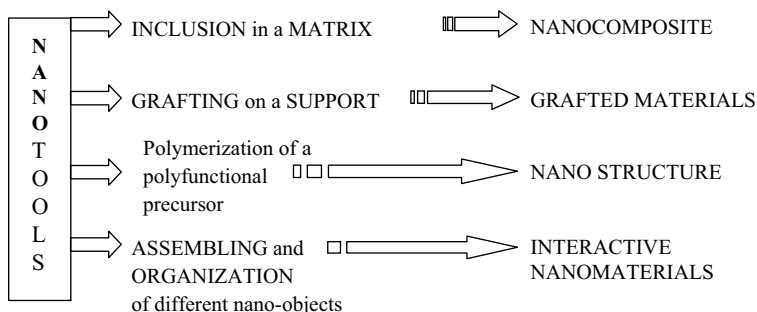 NANOTOOLS
INCLUSION in a MATRIX
NANOCOMPOSITE
GRAFTING on a SUPPORT
GRAFTED MATERIALS
Polymerization of a
polyfunctional
precursor
NANO STRUCTURE
ASSEMBLING and
ORGANIZATION
of different nano-objects
INTERACTIVE
NANOMATERIALS